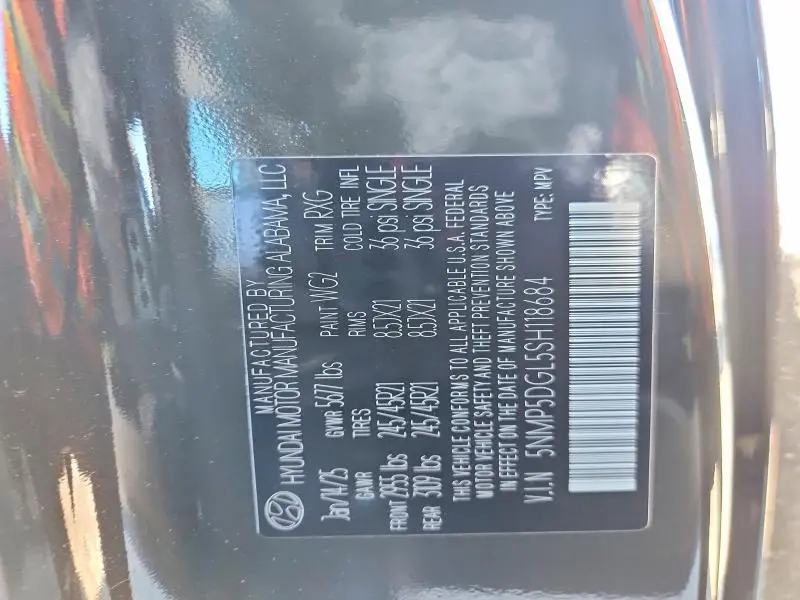 MANUFACTURED BY
HYUNDAI MOTOR MANUFACTURING ALABAMA, LLC
Jan/14/25 GVWR 5677 lbs PAINT WG2 TRIM RXG
GAWR TIRES RIMS COLD TIRE INFL
FRONT 2955 lbs 245/45R21 8.5JX21 36 psi SINGLE
REAR 3109 lbs 245/45R21 8.5JX21 36 psi SINGLE
THIS VEHICLE CONFORMS TO ALL APPLICABLE U.S.A. FEDERAL
MOTOR VEHICLE SAFETY AND THEFT PREVENTION STANDARDS
IN EFFECT ON THE DATE OF MANUFACTURE SHOWN ABOVE
V.I.N 5NMP5DGL5SH118684 TYPE: MPV